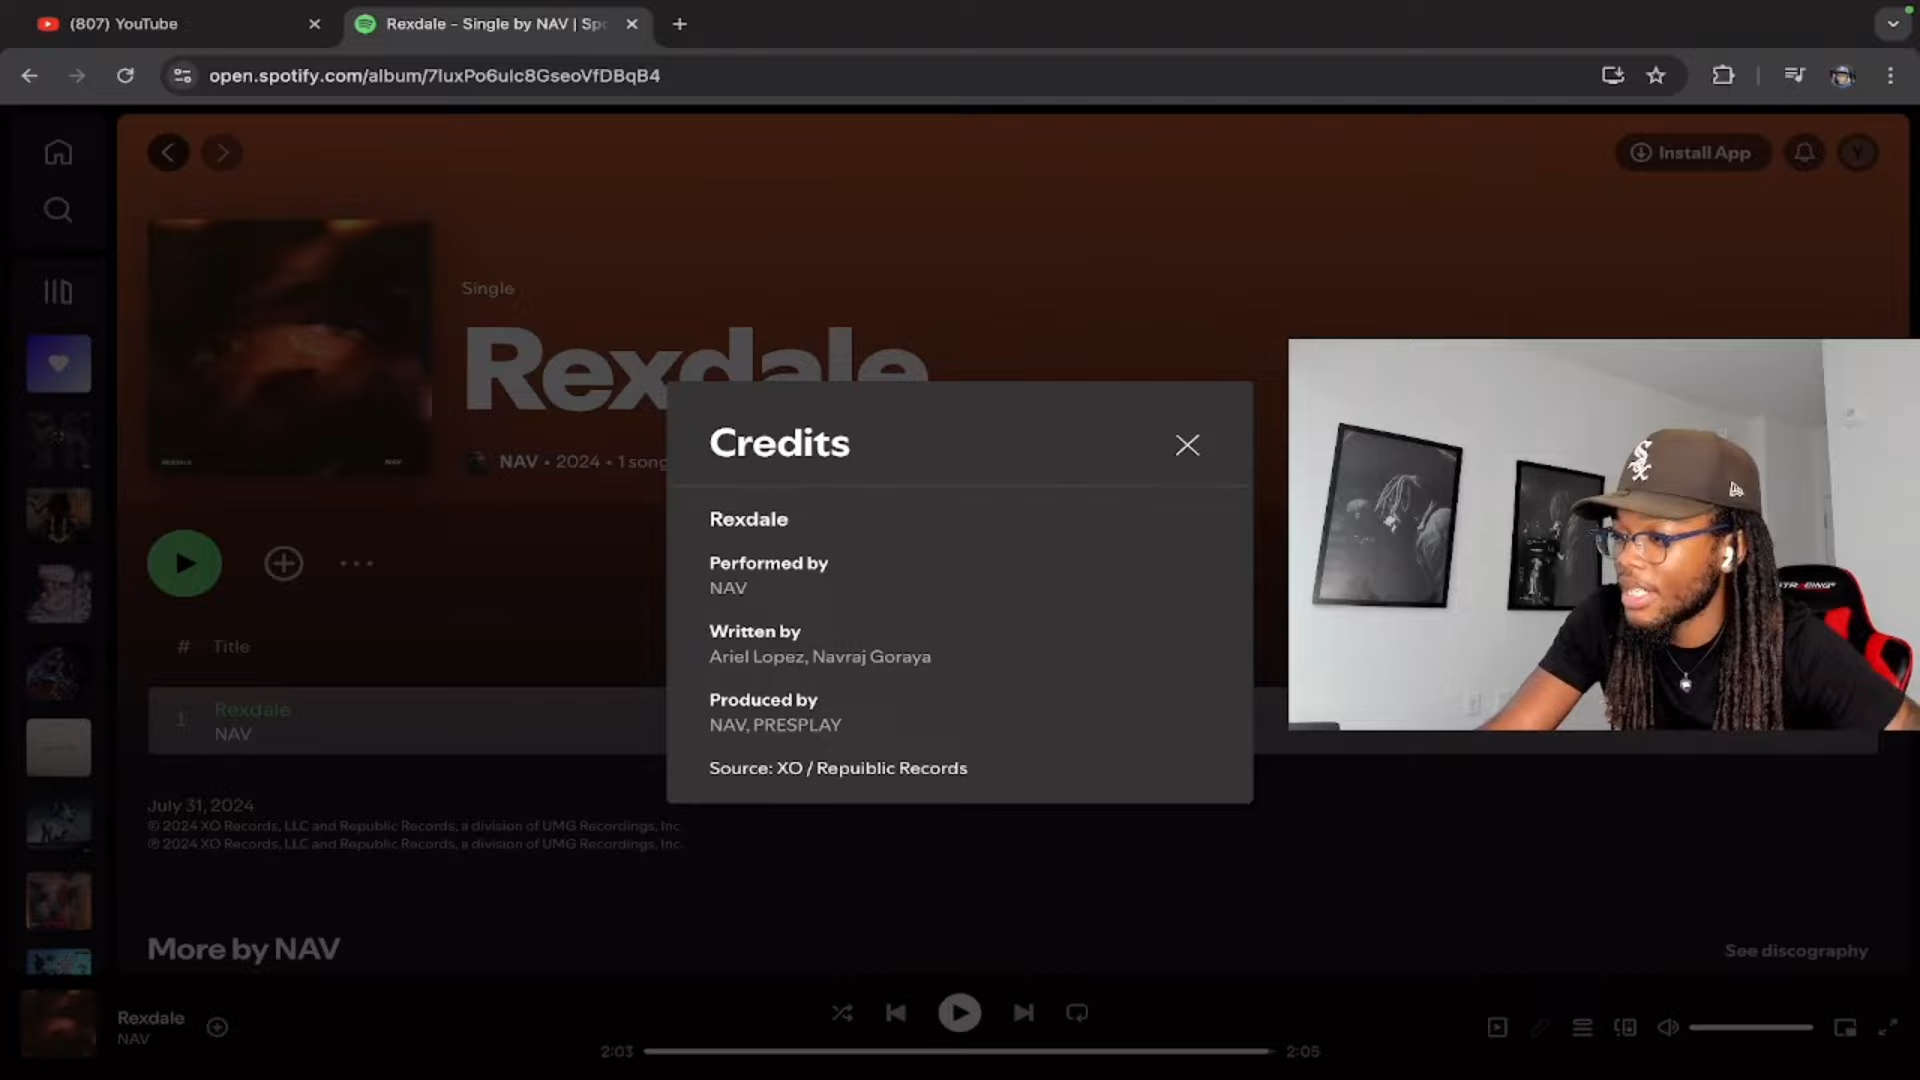 (807) YouTube
Rexdale - Single by NAV | Sp
open.spotify.com/album/7luxPo6ulc8GseoVfDBqB4
Install App
Y
Single
Rexdale
NAV • 2024 • 1 song
Credits
Rexdale
Performed by
NAV
Written by
Ariel Lopez, Navraj Goraya
Produced by
NAV, PRESPLAY
Source: XO / Repuiblic Records
# Title
1 Rexdale
NAV
July 31, 2024
© 2024 XO Records, LLC and Republic Records, a division of UMG Recordings, Inc.
℗ 2024 XO Records, LLC and Republic Records, a division of UMG Recordings, Inc.
More by NAV
See discography
Rexdale
NAV
2:03
2:05